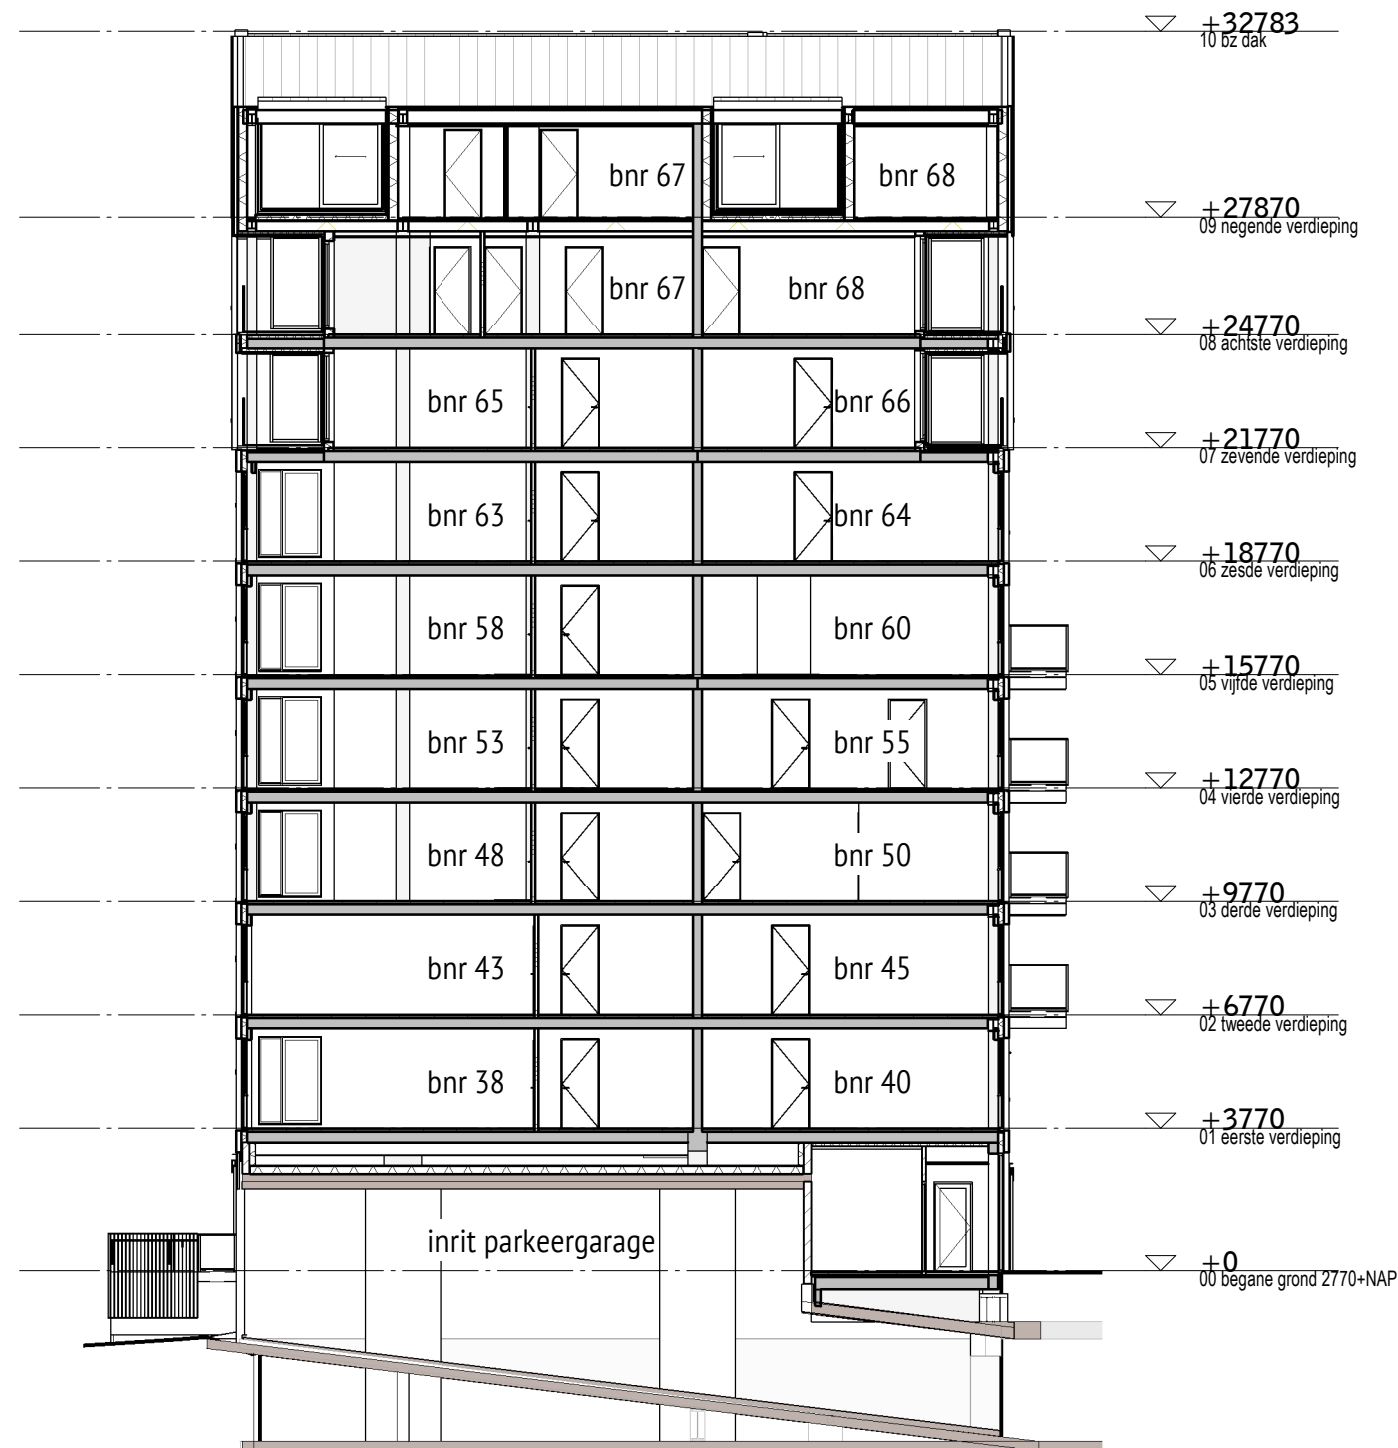 +32783
10 bz dak
bnr 67
bnr 68
+27870
09 negende verdieping
bnr 67
bnr 68
+24770
08 achtste verdieping
bnr 65
bnr 66
+21770
07 zevende verdieping
bnr 63
bnr 64
+18770
06 zesde verdieping
bnr 58
bnr 60
+15770
05 vijfde verdieping
bnr 53
bnr 55
+12770
04 vierde verdieping
bnr 48
bnr 50
+9770
03 derde verdieping
bnr 43
bnr 45
+6770
02 tweede verdieping
bnr 38
bnr 40
+3770
01 eerste verdieping
inrit parkeergarage
+0
00 begane grond 2770+NAP